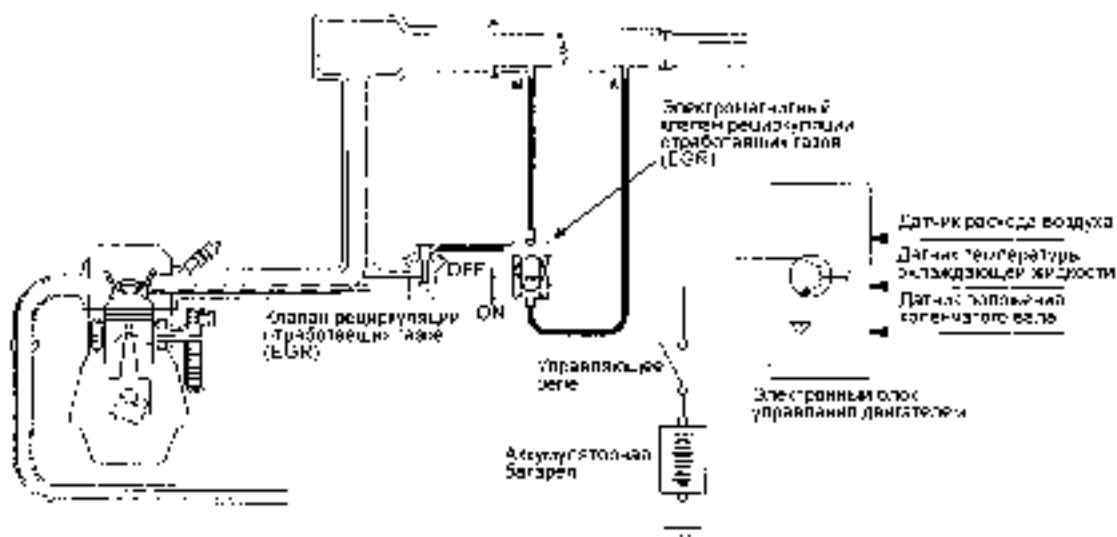 Электромагнитный
клапан рециркуляции
отработавших газов
(EGR)
Датчик расхода воздуха
Датчик температуры
охлаждающей жидкости
Датчик положения
коленчатого вала
OFF
ON
Клапан рециркуляции
отработавших газов
(EGR)
Управляющее
реле
Электронный блок
управления двигателем
Аккумуляторная
батарея